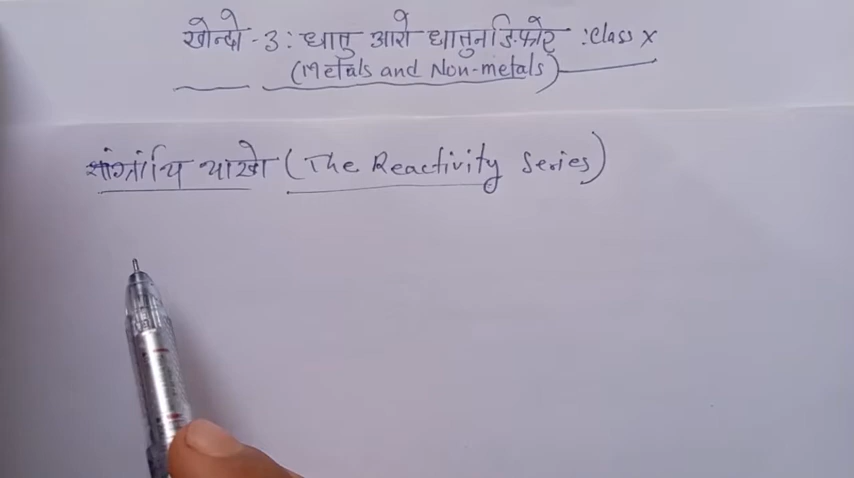 खोन्दो - 3 : धातु आरो धातुनङि फोर : Class X
(Metals and Non-metals)
सांग्रांथि थाखो (The Reactivity Series)